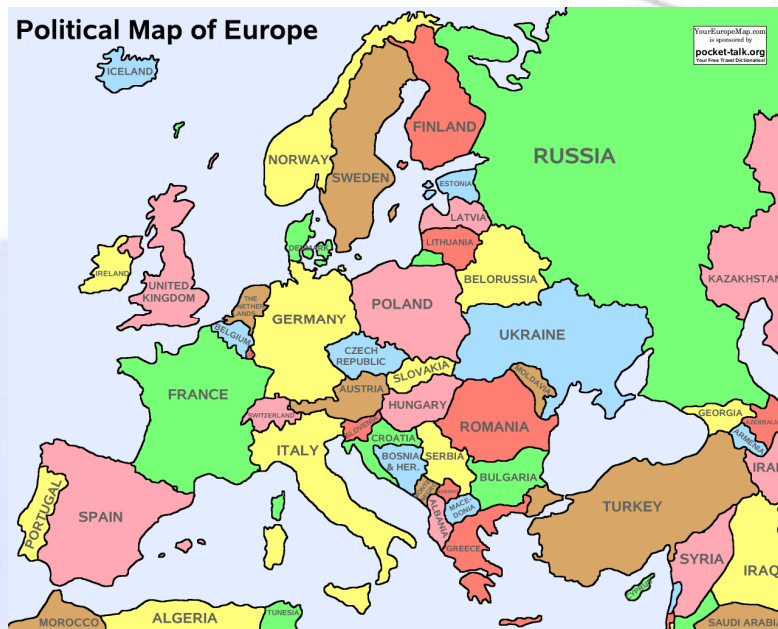 Political Map of Europe
YourEuropeMap.com
is sponsored by
pocket-talk.org
Your Free Travel Dictionaries!
ICELAND
FINLAND
NORWAY
SWEDEN
RUSSIA
ESTONIA
LATVIA
LITHUANIA
DENMARK
IRELAND
UNITED
KINGDOM
THE
NETHER
LANDS
BELGIUM
GERMANY
POLAND
BELORUSSIA
KAZAKHSTAN
UKRAINE
CZECH
REPUBLIC
SLOVAKIA
MOLDAVIA
FRANCE
AUSTRIA
SWITZERLAND
HUNGARY
ROMANIA
SLOVENIA
CROATIA
ITALY
BOSNIA
& HER.
SERBIA
BULGARIA
GEORGIA
ARMENIA
AZERBAIJ
IRAN
PORTUGAL
SPAIN
ALBANIA
MACE-
DONIA
GREECE
TURKEY
CYPRUS
SYRIA
IRAQ
MOROCCO
ALGERIA
TUNESIA
SAUDI ARABI